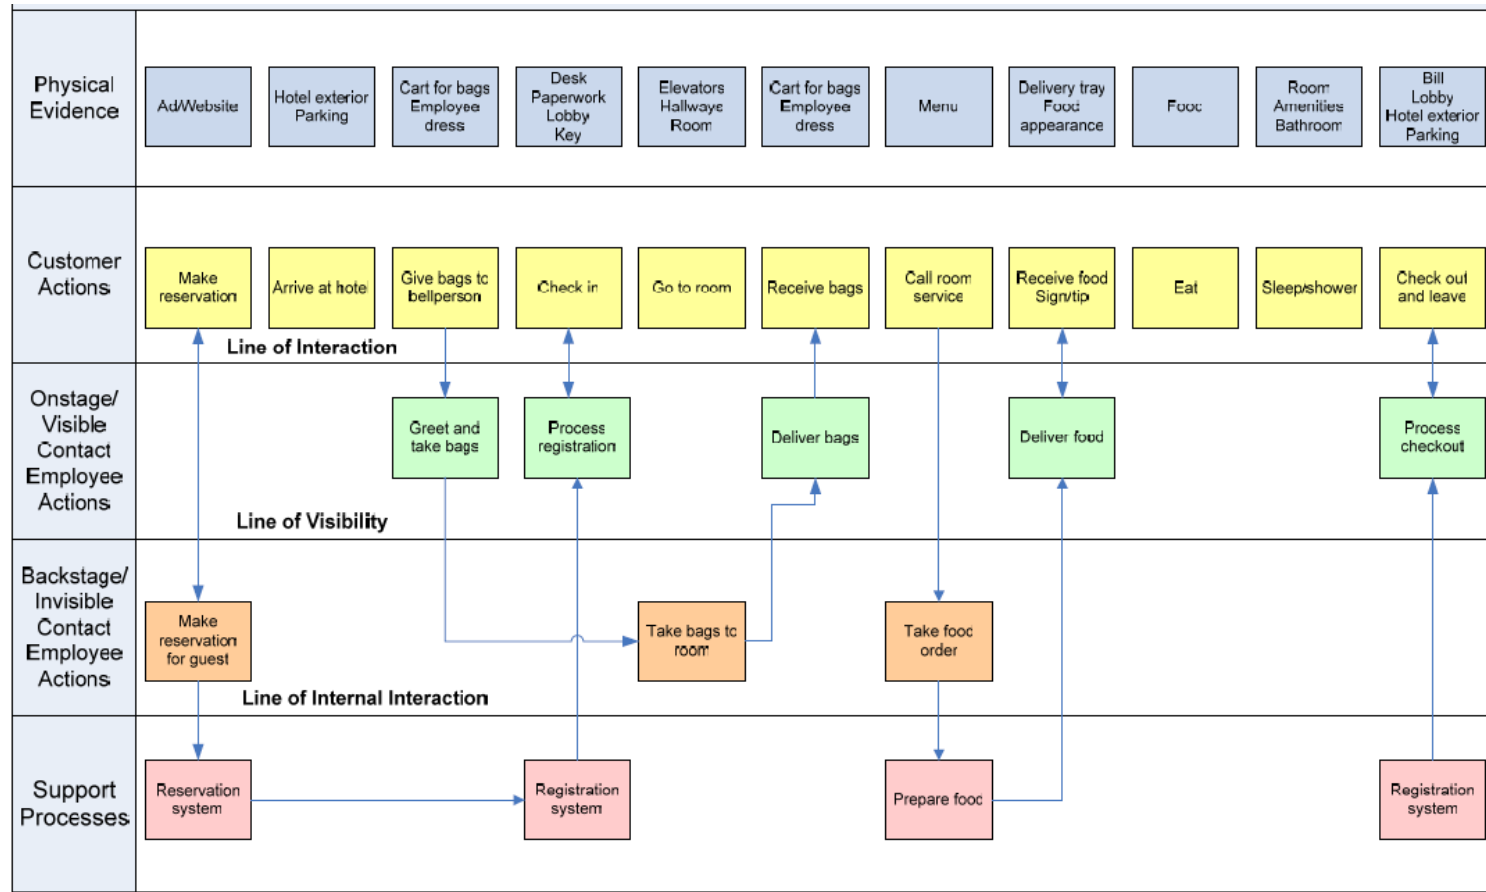 Physical
Evidence
Ad/Website
Hotel exterior
Parking
Cart for bags
Employee
dress
Desk
Paperwork
Lobby
Key
Elevators
Hallways
Room
Cart for bags
Employee
dress
Menu
Delivery tray
Food
appearance
Food
Room
Amenities
Bathroom
Bill
Lobby
Hotel exterior
Parking
Customer
Actions
Make
reservation
Arrive at hotel
Give bags to
bellperson
Check in
Go to room
Receive bags
Call room
service
Receive food
Sign/tip
Eat
Sleep/shower
Check out
and leave
Line of Interaction
Onstage/
Visible
Contact
Employee
Actions
Greet and
take bags
Process
registration
Deliver bags
Deliver food
Process
checkout
Line of Visibility
Backstage/
Invisible
Contact
Employee
Actions
Make
reservation
for guest
Take bags to
room
Take food
order
Line of Internal Interaction
Support
Processes
Reservation
system
Registration
system
Prepare food
Registration
system